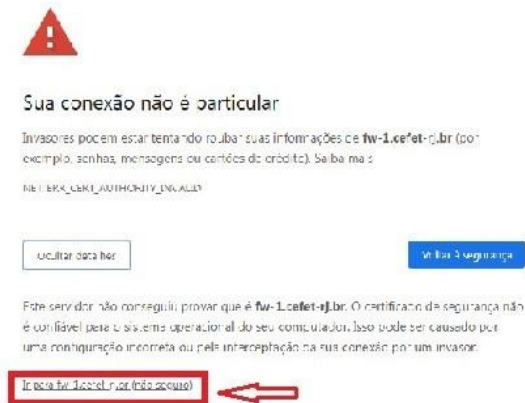 Sua conexão não é particular
Invasores podem estar tentando roubar suas informações de fw-1.cefet-rj.br (por
exemplo, senhas, mensagens ou cartões de crédito). Saiba mais
NET::ERR_CERT_AUTHORITY_INVALID
Ocultar detalhes
Voltar à segurança
Este servidor não conseguiu provar que é fw-1.cefet-rj.br. O certificado de segurança não
é confiável para o sistema operacional do seu computador. Isso pode ser causado por
uma configuração incorreta ou pela interceptação da sua conexão por um invasor.
Ir para fw-1.cefet-rj.br (não seguro)